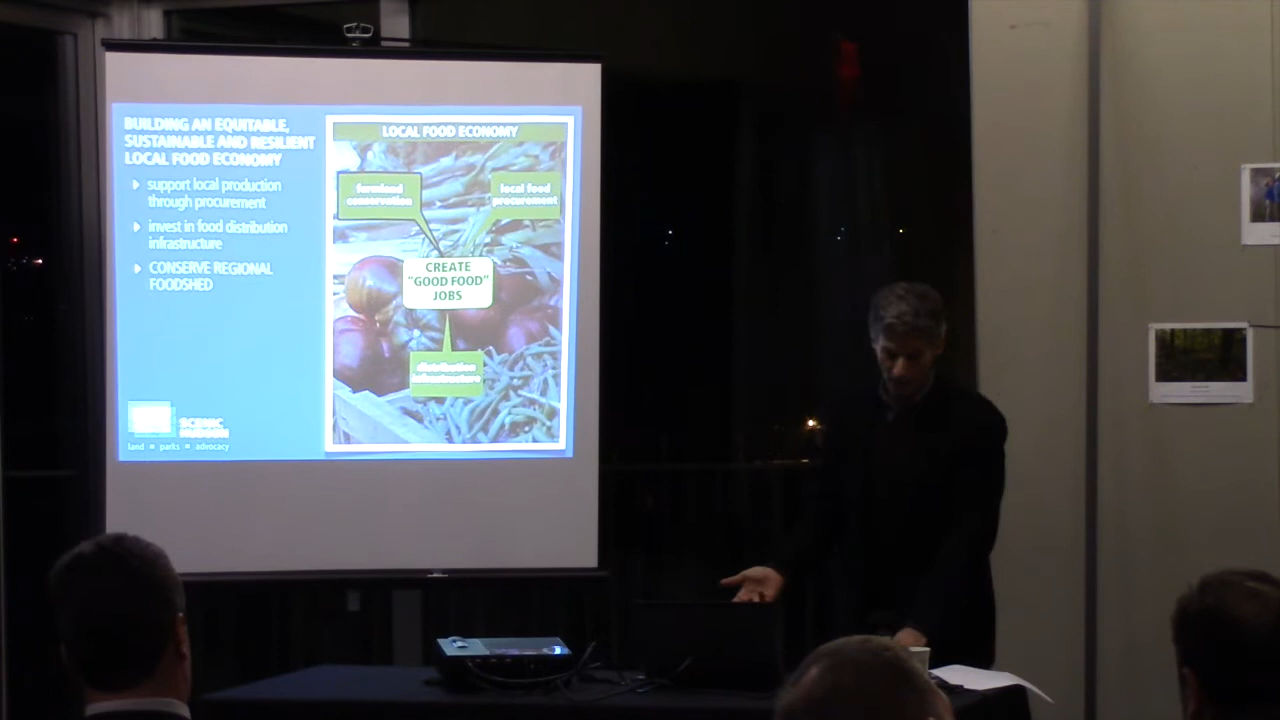 BUILDING AN EQUITABLE,
SUSTAINABLE AND RESILIENT
LOCAL FOOD ECONOMY
support local production
through procurement
invest in food distribution
infrastructure
CONSERVE REGIONAL
FOODSHED
SCENIC
HUDSON
land parks advocacy
LOCAL FOOD ECONOMY
farmland
conservation
local food
procurement
CREATE
"GOOD FOOD"
JOBS
distribution
infrastructure